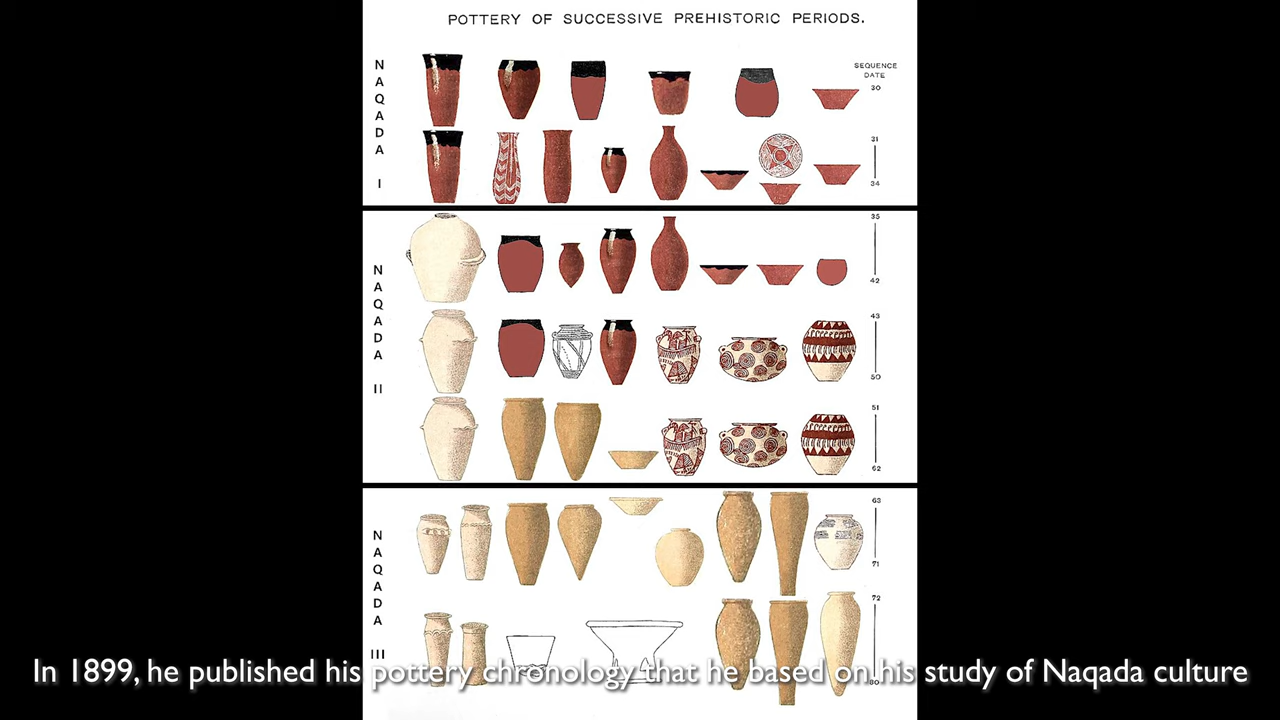 POTTERY OF SUCCESSIVE PREHISTORIC PERIODS.
SEQUENCE
DATE
NAQADA I
30
31
34
NAQADA II
35
42
43
50
51
62
NAQADA III
63
71
72
80
In 1899, he published his pottery chronology that he based on his study of Naqada culture